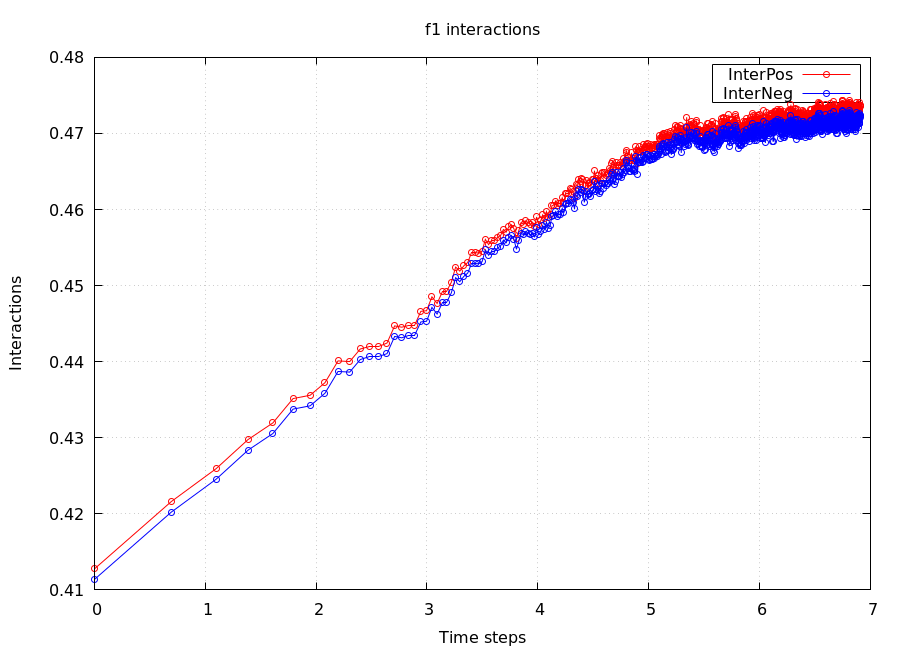 f1 interactions
0.48
0.47
0.46
0.45
0.44
0.43
0.42
0.41
Interactions
InterPos
InterNeg
0 1 2 3 4 5 6 7
Time steps